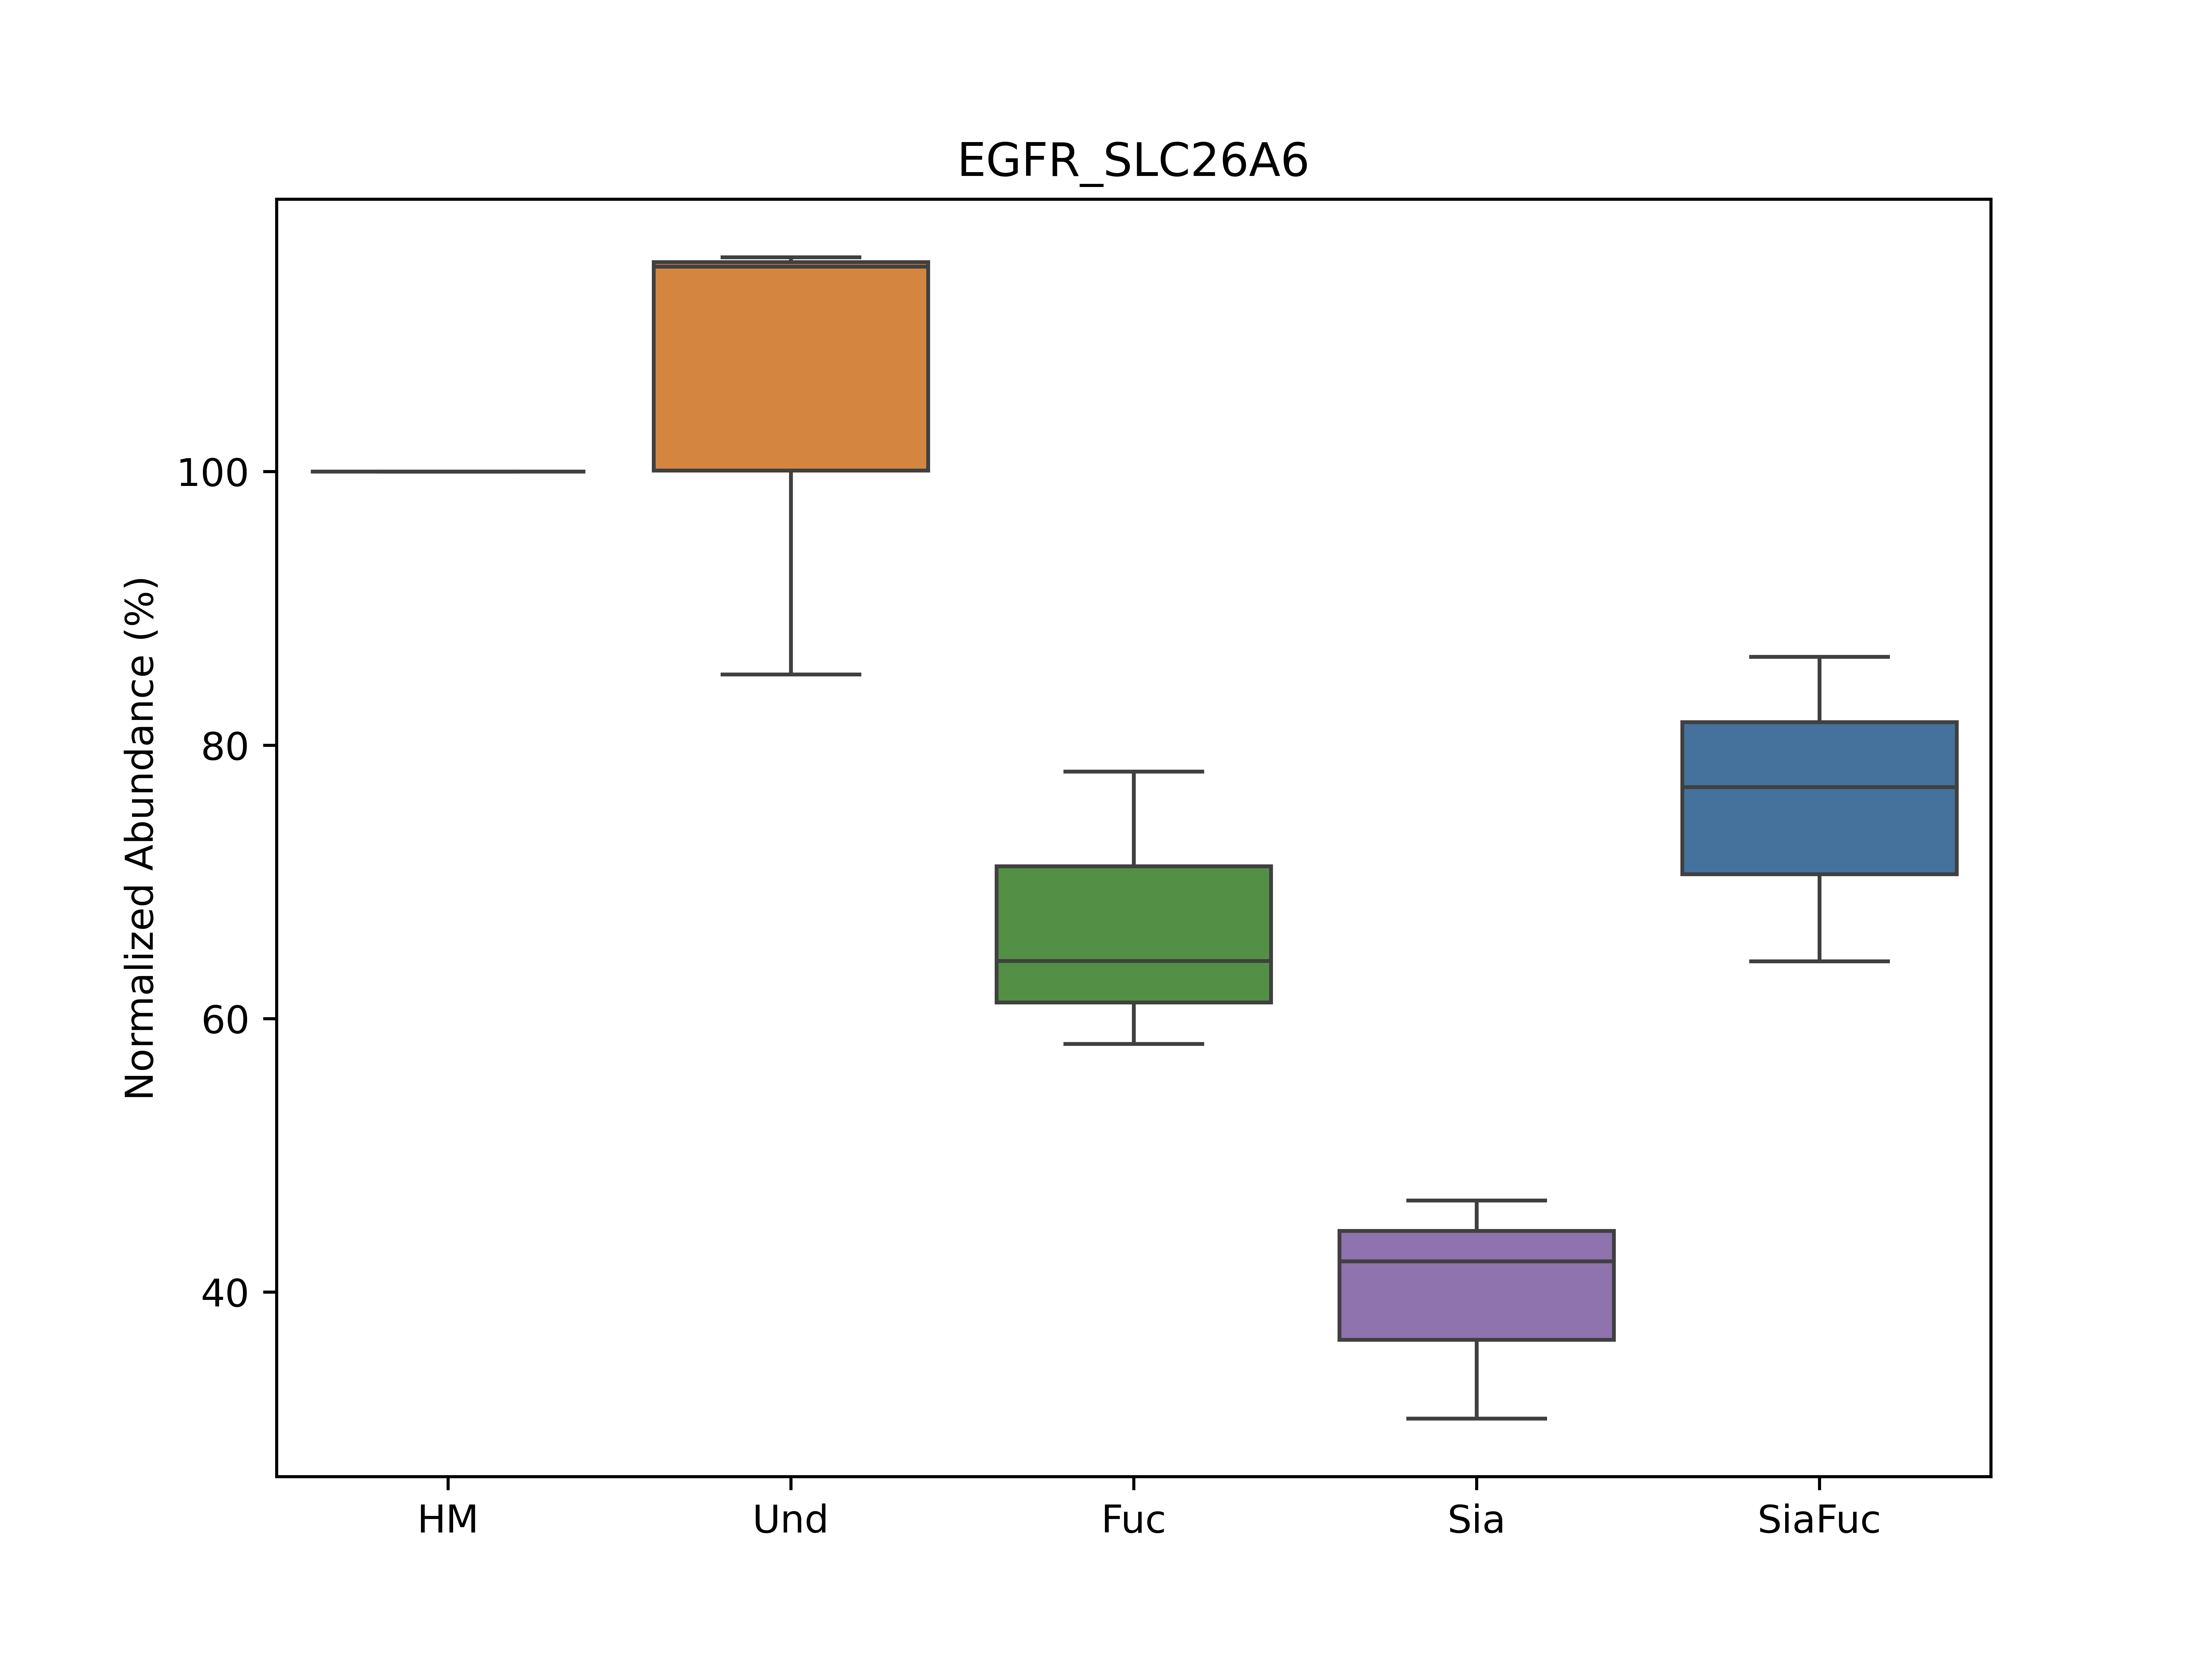 EGFR_SLC26A6
Normalized Abundance (%)
100
80
60
40
HM
Und
Fuc
Sia
SiaFuc